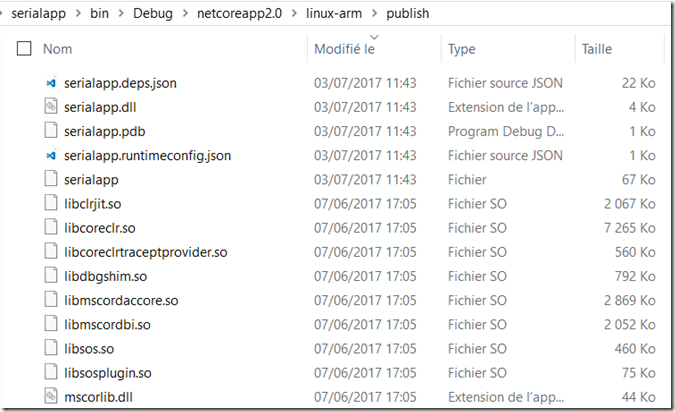 serialapp > bin > Debug > netcoreapp2.0 > linux-arm > publish
Nom Modifié le Type Taille
serialapp.deps.json 03/07/2017 11:43 Fichier source JSON 22 Ko
serialapp.dll 03/07/2017 11:43 Extension de l'app... 4 Ko
serialapp.pdb 03/07/2017 11:43 Program Debug D... 1 Ko
serialapp.runtimeconfig.json 03/07/2017 11:43 Fichier source JSON 1 Ko
serialapp 03/07/2017 11:43 Fichier 67 Ko
libclrjit.so 07/06/2017 17:05 Fichier SO 2 067 Ko
libcoreclr.so 07/06/2017 17:05 Fichier SO 7 265 Ko
libcoreclrtraceptprovider.so 07/06/2017 17:05 Fichier SO 560 Ko
libdbgshim.so 07/06/2017 17:05 Fichier SO 792 Ko
libmscordaccore.so 07/06/2017 17:05 Fichier SO 2 869 Ko
libmscordbi.so 07/06/2017 17:05 Fichier SO 2 052 Ko
libsos.so 07/06/2017 17:05 Fichier SO 460 Ko
libsosplugin.so 07/06/2017 17:05 Fichier SO 75 Ko
mscorlib.dll 07/06/2017 17:05 Extension de l'app... 44 Ko